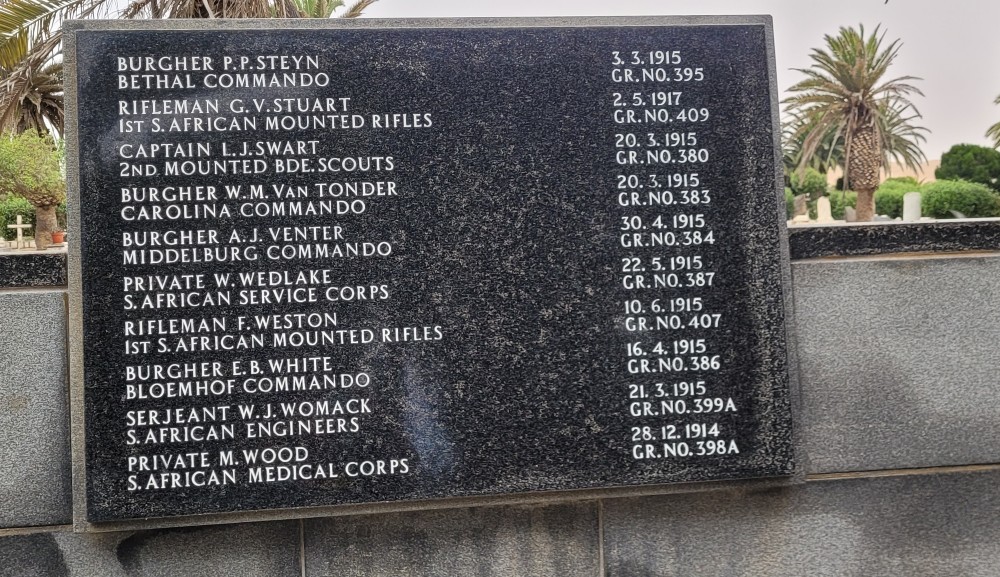 BURGHER P.P. STEYN 3. 3. 1915
BETHAL COMMANDO GR. NO. 395
RIFLEMAN G.V. STUART 2. 5. 1917
1ST S. AFRICAN MOUNTED RIFLES GR. NO. 409
CAPTAIN L.J. SWART 20. 3. 1915
2ND MOUNTED BDE. SCOUTS GR. NO. 380
BURGHER W.M. VAN TONDER 20. 3. 1915
CAROLINA COMMANDO GR. NO. 383
BURGHER A.J. VENTER 30. 4. 1915
MIDDELBURG COMMANDO GR. NO. 384
PRIVATE W. WEDLAKE 22. 5. 1915
S. AFRICAN SERVICE CORPS GR. NO. 387
RIFLEMAN F. WESTON 10. 6. 1915
1ST S. AFRICAN MOUNTED RIFLES GR. NO. 407
BURGHER E.B. WHITE 16. 4. 1915
BLOEMHOF COMMANDO GR. NO. 386
SERJEANT W.J. WOMACK 21. 3. 1915
S. AFRICAN ENGINEERS GR. NO. 399A
PRIVATE M. WOOD 28. 12. 1914
S. AFRICAN MEDICAL CORPS GR. NO. 398A